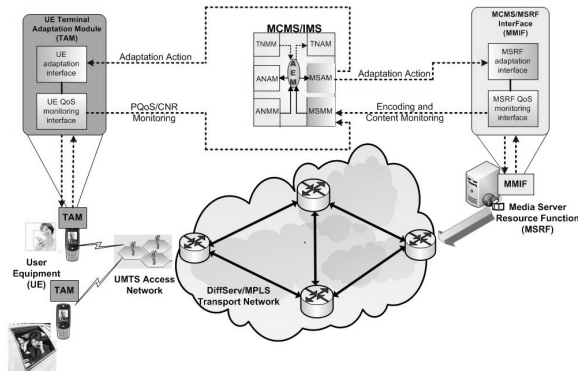 UE Terminal
Adaptation Module
(TAM)
UE
adaptation
interface
UE QoS
monitoring
interface
Adaptation Action
PQoS/CNR
Monitoring
MCMS/IMS
TNMM
TNAM
ANAM
AEM
MSAM
ANMM
MSMM
Adaptation Action
Encoding and
Content Monitoring
MCMS/MSRF
InterFace
(MMIF)
MSRF
adaptation
interface
MSRF QoS
monitoring
interface
MMIF
Media Server
Resource Function
(MSRF)
TAM
User
Equipment
(UE)
TAM
UMTS Access
Network
DiffServ/MPLS
Transport Network